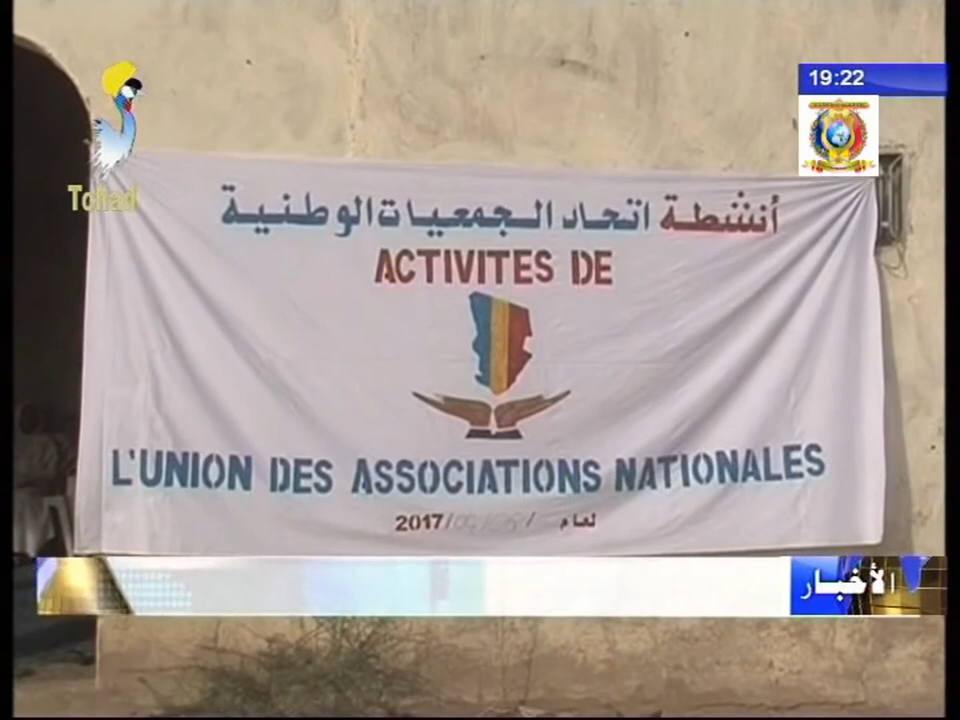 19:22
Tchad
أنشطة اتحاد الجمعيات الوطنية
ACTIVITES DE
L'UNION DES ASSOCIATIONS NATIONALES
لعام / 2017/
الأخبار